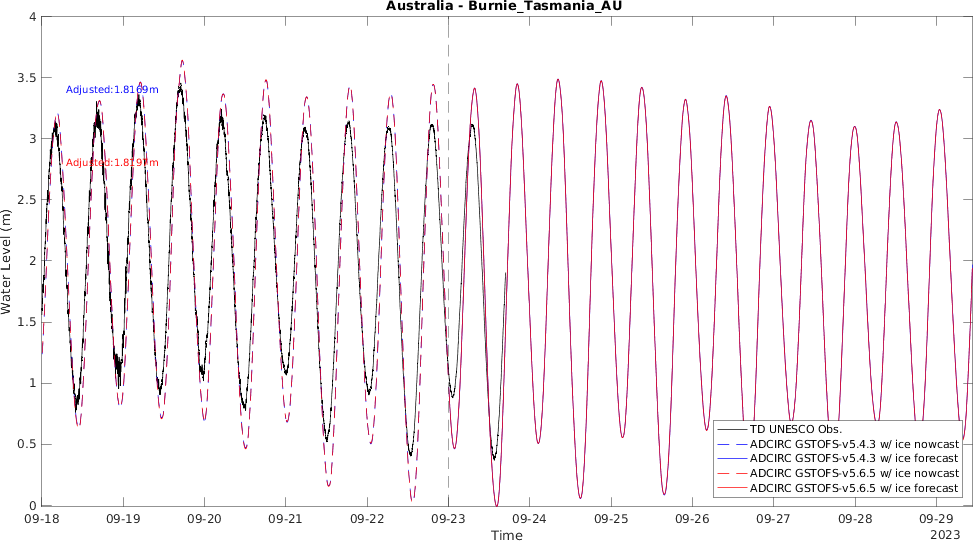 Australia - Burnie_Tasmania_AU
4
3.5
3
2.5
2
1.5
1
0.5
0
Water Level (m)
Adjusted:1.8169m
Adjusted:1.8197m
TD UNESCO Obs.
ADCIRC GSTOFS-v5.4.3 w/ ice nowcast
ADCIRC GSTOFS-v5.4.3 w/ ice forecast
ADCIRC GSTOFS-v5.6.5 w/ ice nowcast
ADCIRC GSTOFS-v5.6.5 w/ ice forecast
09-18 09-19 09-20 09-21 09-22 09-23 09-24 09-25 09-26 09-27 09-28 09-29
Time
2023